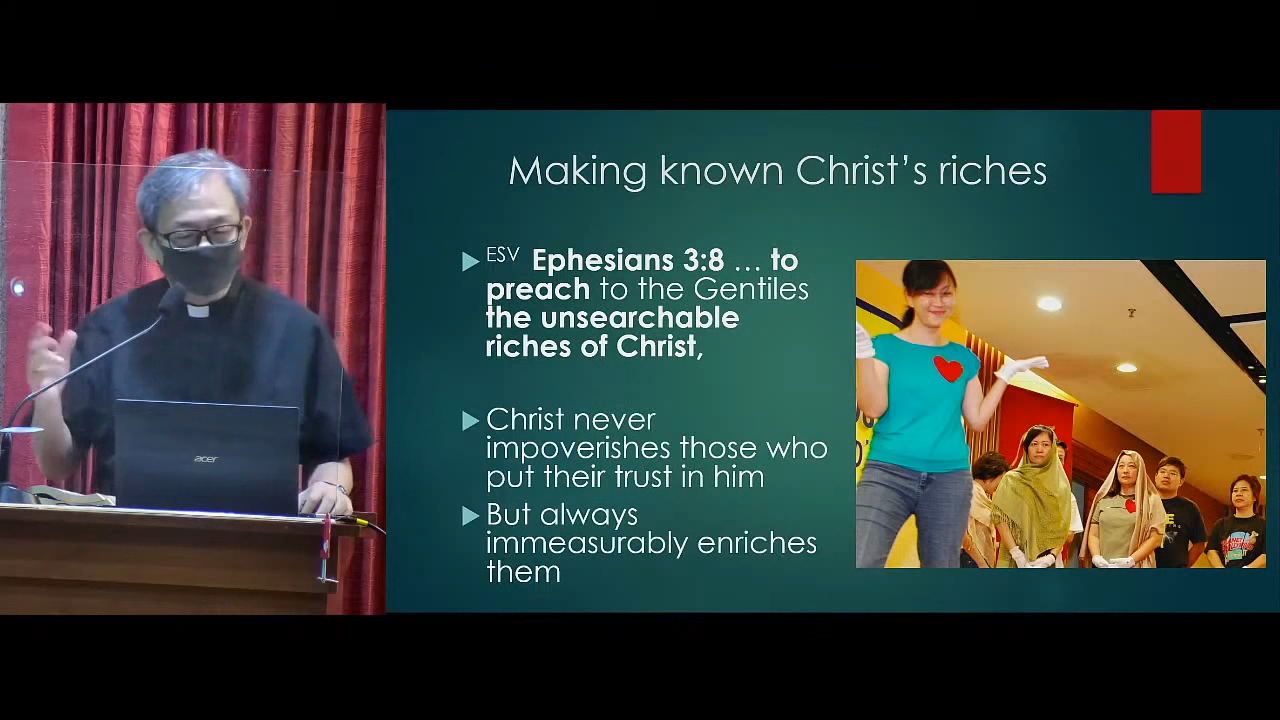 Making known Christ’s riches
ESV Ephesians 3:8 … to
preach to the Gentiles
the unsearchable
riches of Christ,
Christ never
impoverishes those who
put their trust in him
But always
immeasurably enriches
them
acer